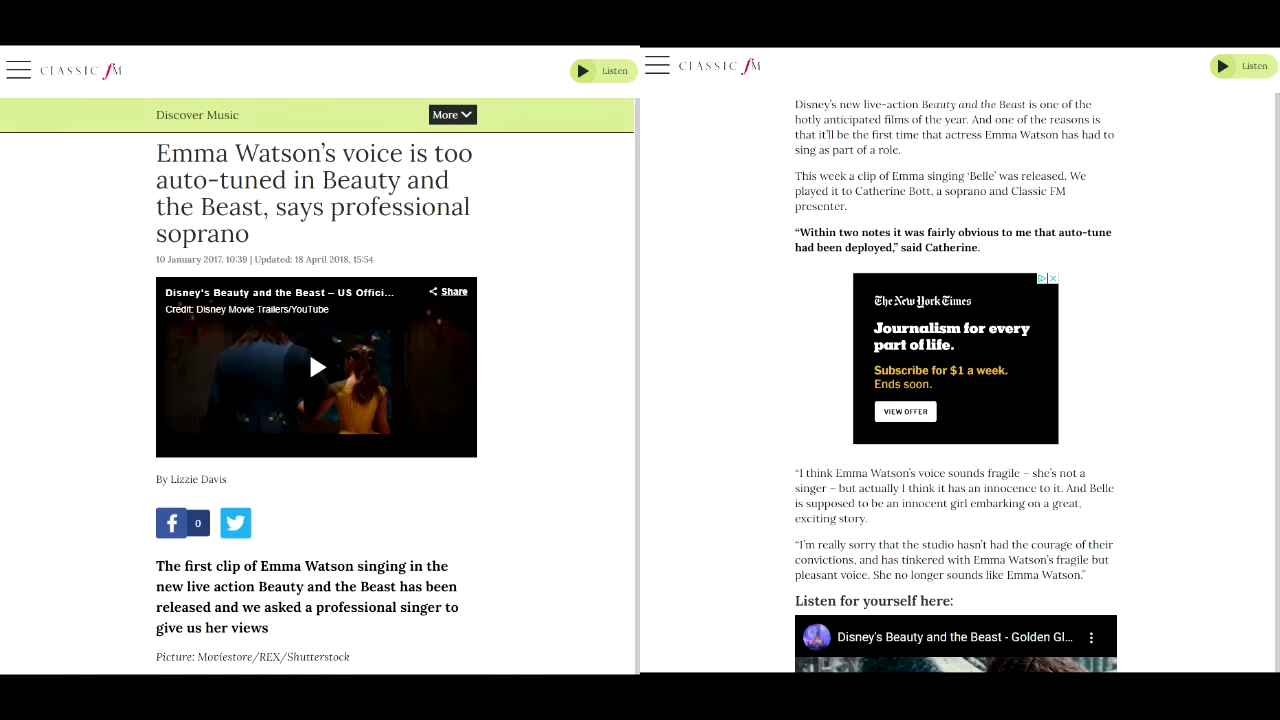 CLASSIC fM
Listen
Discover Music
More
Emma Watson’s voice is too
auto-tuned in Beauty and
the Beast, says professional
soprano
10 January 2017, 10:39 | Updated: 18 April 2018, 15:54
Disney's Beauty and the Beast – US Offici...
Share
Credit: Disney Movie Trailers/YouTube
By Lizzie Davis
f
0
The first clip of Emma Watson singing in the
new live action Beauty and the Beast has been
released and we asked a professional singer to
give us her views
Picture: Moviestore/REX/Shutterstock
CLASSIC fM
Listen
Disney’s new live-action Beauty and the Beast is one of the
hotly anticipated films of the year. And one of the reasons is
that it’ll be the first time that actress Emma Watson has had to
sing as part of a role.
This week a clip of Emma singing ‘Belle’ was released. We
played it to Catherine Bott, a soprano and Classic FM
presenter.
“Within two notes it was fairly obvious to me that auto-tune
had been deployed,” said Catherine.
The New York Times
Journalism for every
part of life.
Subscribe for $1 a week.
Ends soon.
VIEW OFFER
“I think Emma Watson’s voice sounds fragile – she’s not a
singer – but actually I think it has an innocence to it. And Belle
is supposed to be an innocent girl embarking on a great,
exciting story.
“I’m really sorry that the studio hasn’t had the courage of their
convictions, and has tinkered with Emma Watson’s fragile but
pleasant voice. She no longer sounds like Emma Watson.”
Listen for yourself here:
Disney's Beauty and the Beast - Golden Gl...